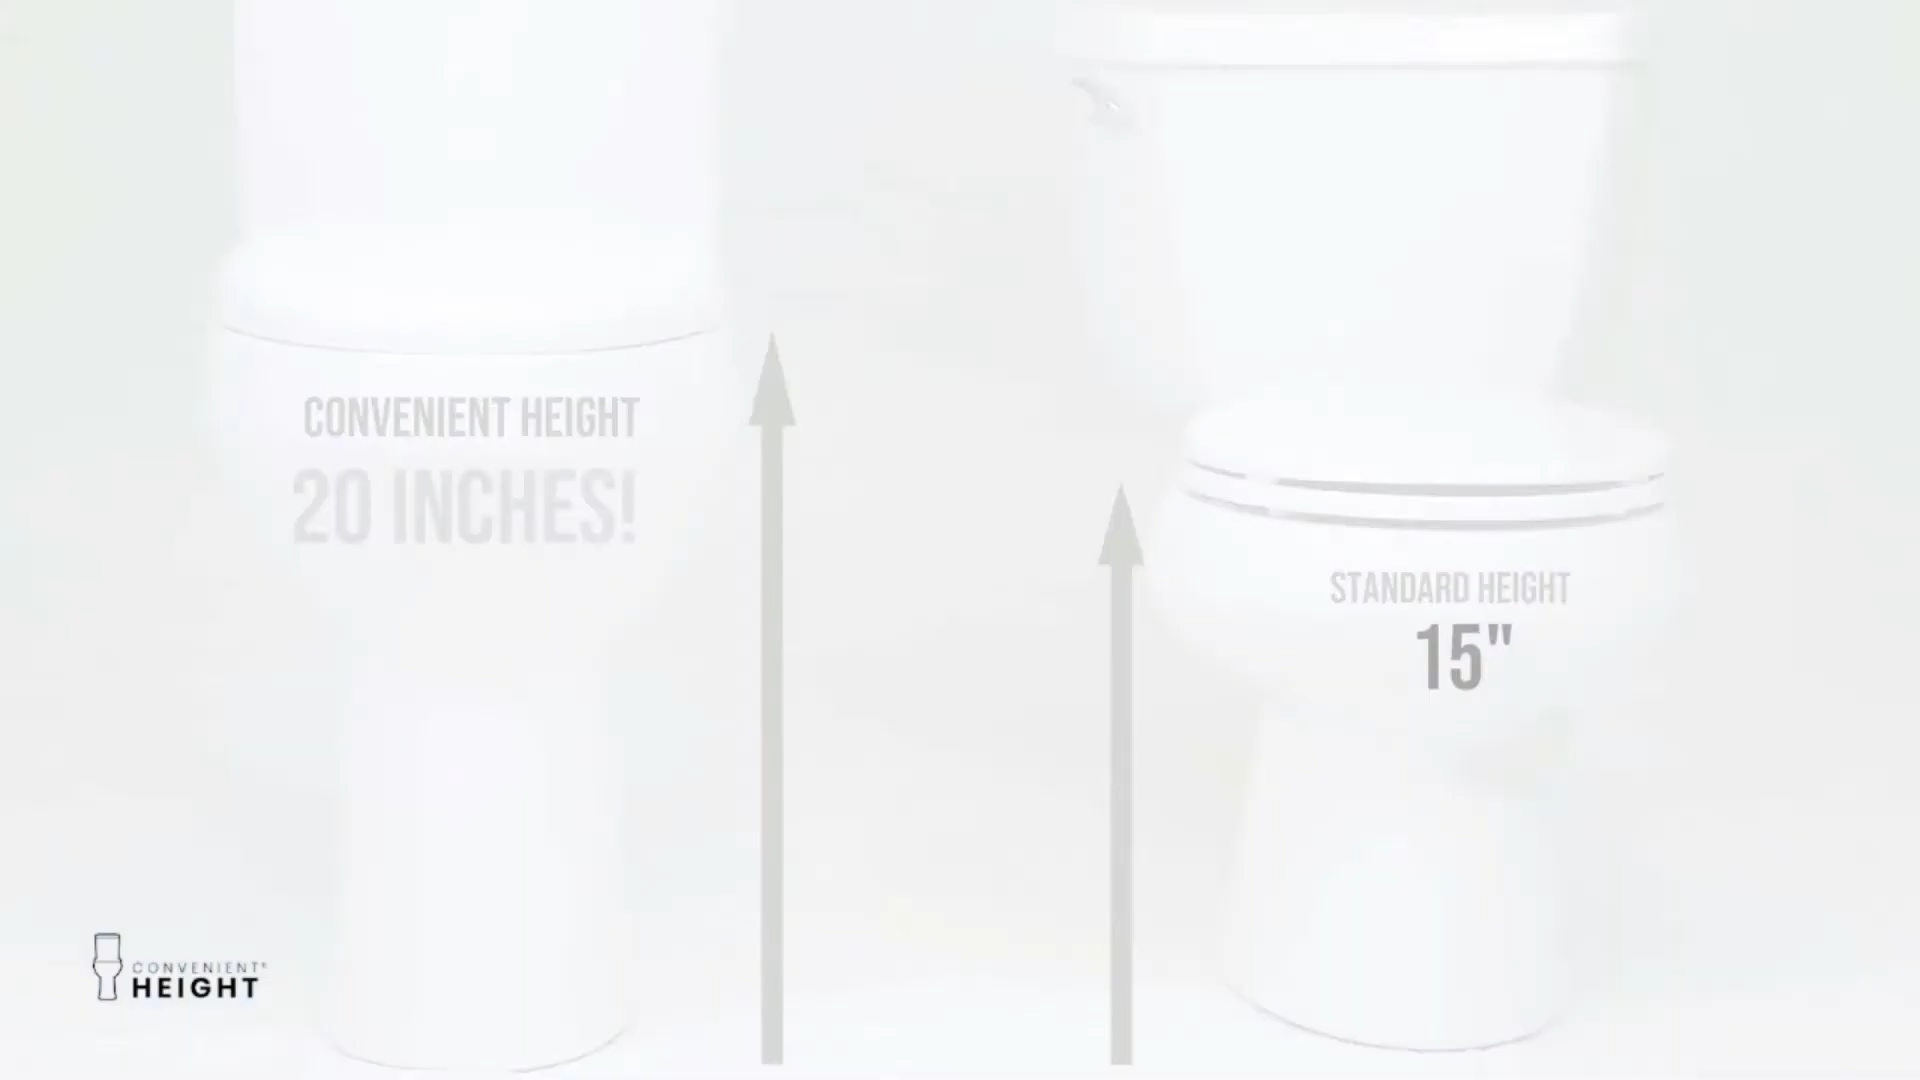 CONVENIENT HEIGHT
20 INCHES!
STANDARD HEIGHT
15"
CONVENIENT®
HEIGHT